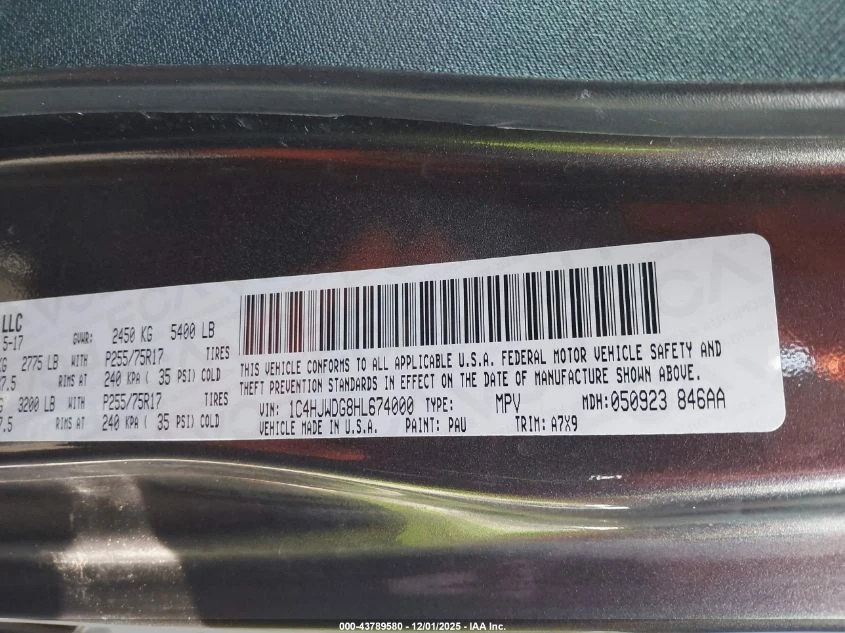 LLC
5-17 GVWR: 2450 KG 5400 LB
KG 2775 LB WITH P255/75R17 TIRES
7.5 RIMS AT 240 KPA ( 35 PSI) COLD
3200 LB WITH P255/75R17 TIRES
7.5 RIMS AT 240 KPA ( 35 PSI) COLD
THIS VEHICLE CONFORMS TO ALL APPLICABLE U.S.A. FEDERAL MOTOR VEHICLE SAFETY AND
THEFT PREVENTION STANDARDS IN EFFECT ON THE DATE OF MANUFACTURE SHOWN ABOVE.
VIN: 1C4HJWDG8HL674000 TYPE: MPV MDH:050923 846AA
VEHICLE MADE IN U.S.A. PAINT: PAU TRIM: A7X9
000-43789580 - 12/01/2025 - IAA Inc.